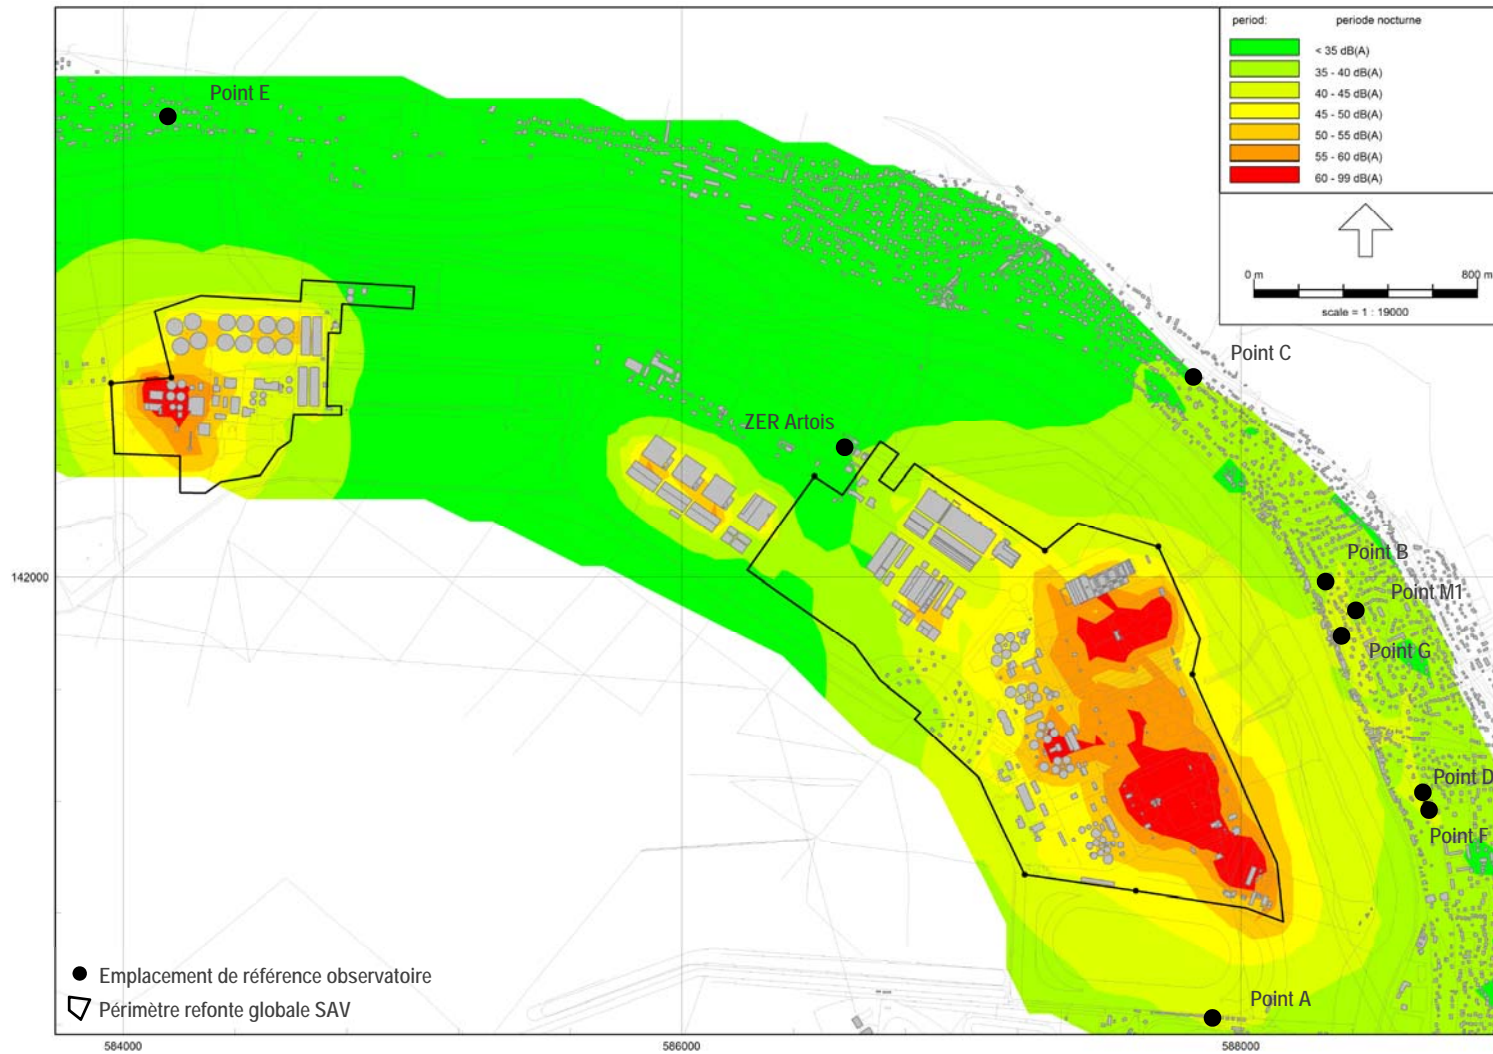 period: periode nocturne
< 35 dB(A)
35 - 40 dB(A)
40 - 45 dB(A)
45 - 50 dB(A)
50 - 55 dB(A)
55 - 60 dB(A)
60 - 99 dB(A)
0 m 800 m
scale = 1 : 19000
Point E
Point C
ZER Artois
Point B
142000
Point M1
Point G
Point D
Point F
Emplacement de référence observatoire
Point A
Périmètre refonte globale SAV
584000 586000 588000